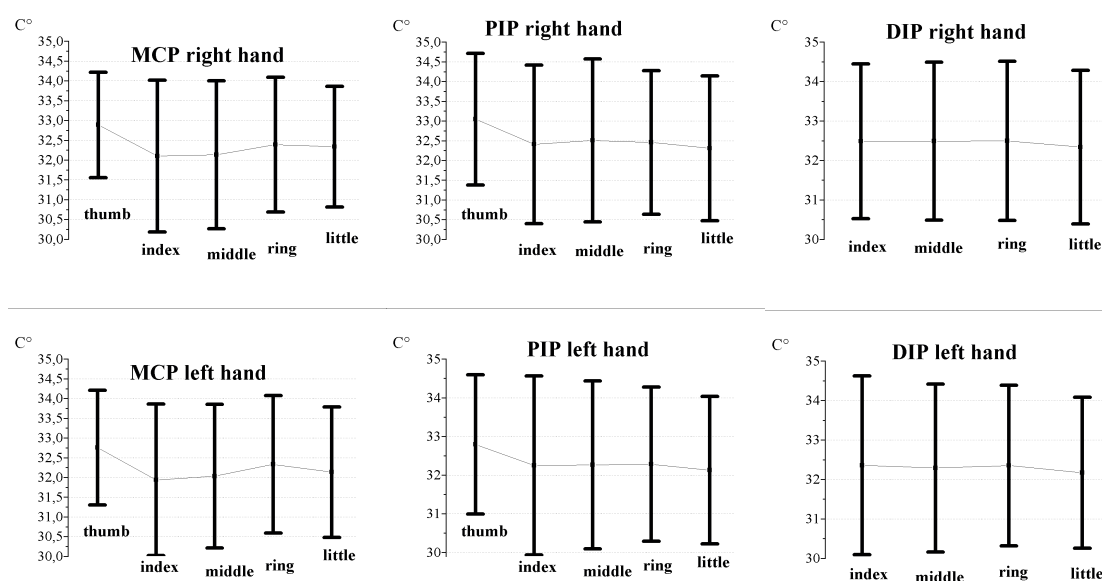 C°
MCP right hand
35,0
34,5
34,0
33,5
33,0
32,5
32,0
31,5
31,0
30,5
30,0
thumb
index
middle
ring
little
C°
PIP right hand
35,0
34,5
34,0
33,5
33,0
32,5
32,0
31,5
31,0
30,5
30,0
thumb
index
middle
ring
little
C°
DIP right hand
35
34
33
32
31
30
index
middle
ring
little
C°
MCP left hand
35,0
34,5
34,0
33,5
33,0
32,5
32,0
31,5
31,0
30,5
30,0
thumb
index
middle
ring
little
C°
PIP left hand
35
34
33
32
31
30
thumb
index
middle
ring
little
C°
DIP left hand
35
34
33
32
31
30
index
middle
ring
little